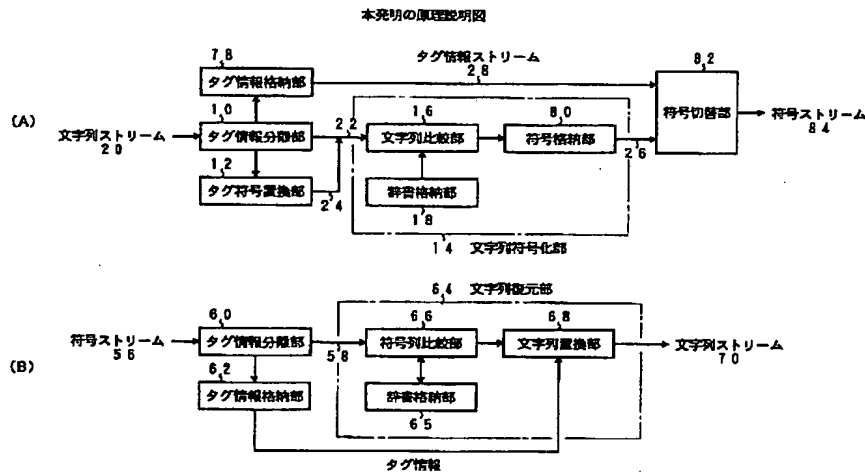 本発明の原理説明図
(A)
78
タグ情報格納部
タグ情報ストリーム
28
82
符号切替部
符号ストリーム
84
文字列ストリーム
20
10
タグ情報分離部
22
16
文字列比較部
80
符号格納部
26
12
タグ符号置換部
24
辞書格納部
18
14 文字列符号化部
(B)
64 文字列復元部
符号ストリーム
56
60
タグ情報分離部
58
66
符号列比較部
68
文字列置換部
文字列ストリーム
70
62
タグ情報格納部
辞書格納部
65
タグ情報